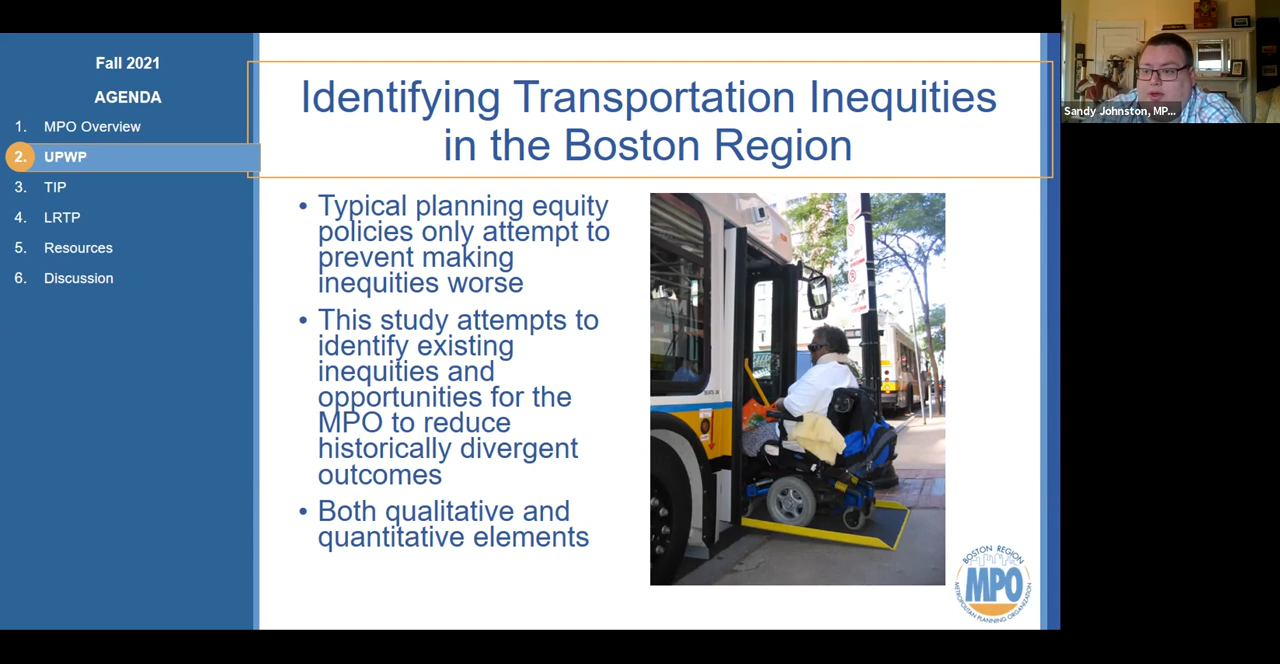 Fall 2021
AGENDA
1. MPO Overview
2. UPWP
3. TIP
4. LRTP
5. Resources
6. Discussion
Identifying Transportation Inequities
in the Boston Region
• Typical planning equity
policies only attempt to
prevent making
inequities worse
• This study attempts to
identify existing
inequities and
opportunities for the
MPO to reduce
historically divergent
outcomes
• Both qualitative and
quantitative elements
BOSTON REGION
MPO
METROPOLITAN PLANNING ORGANIZATION
Sandy Johnston, MP...